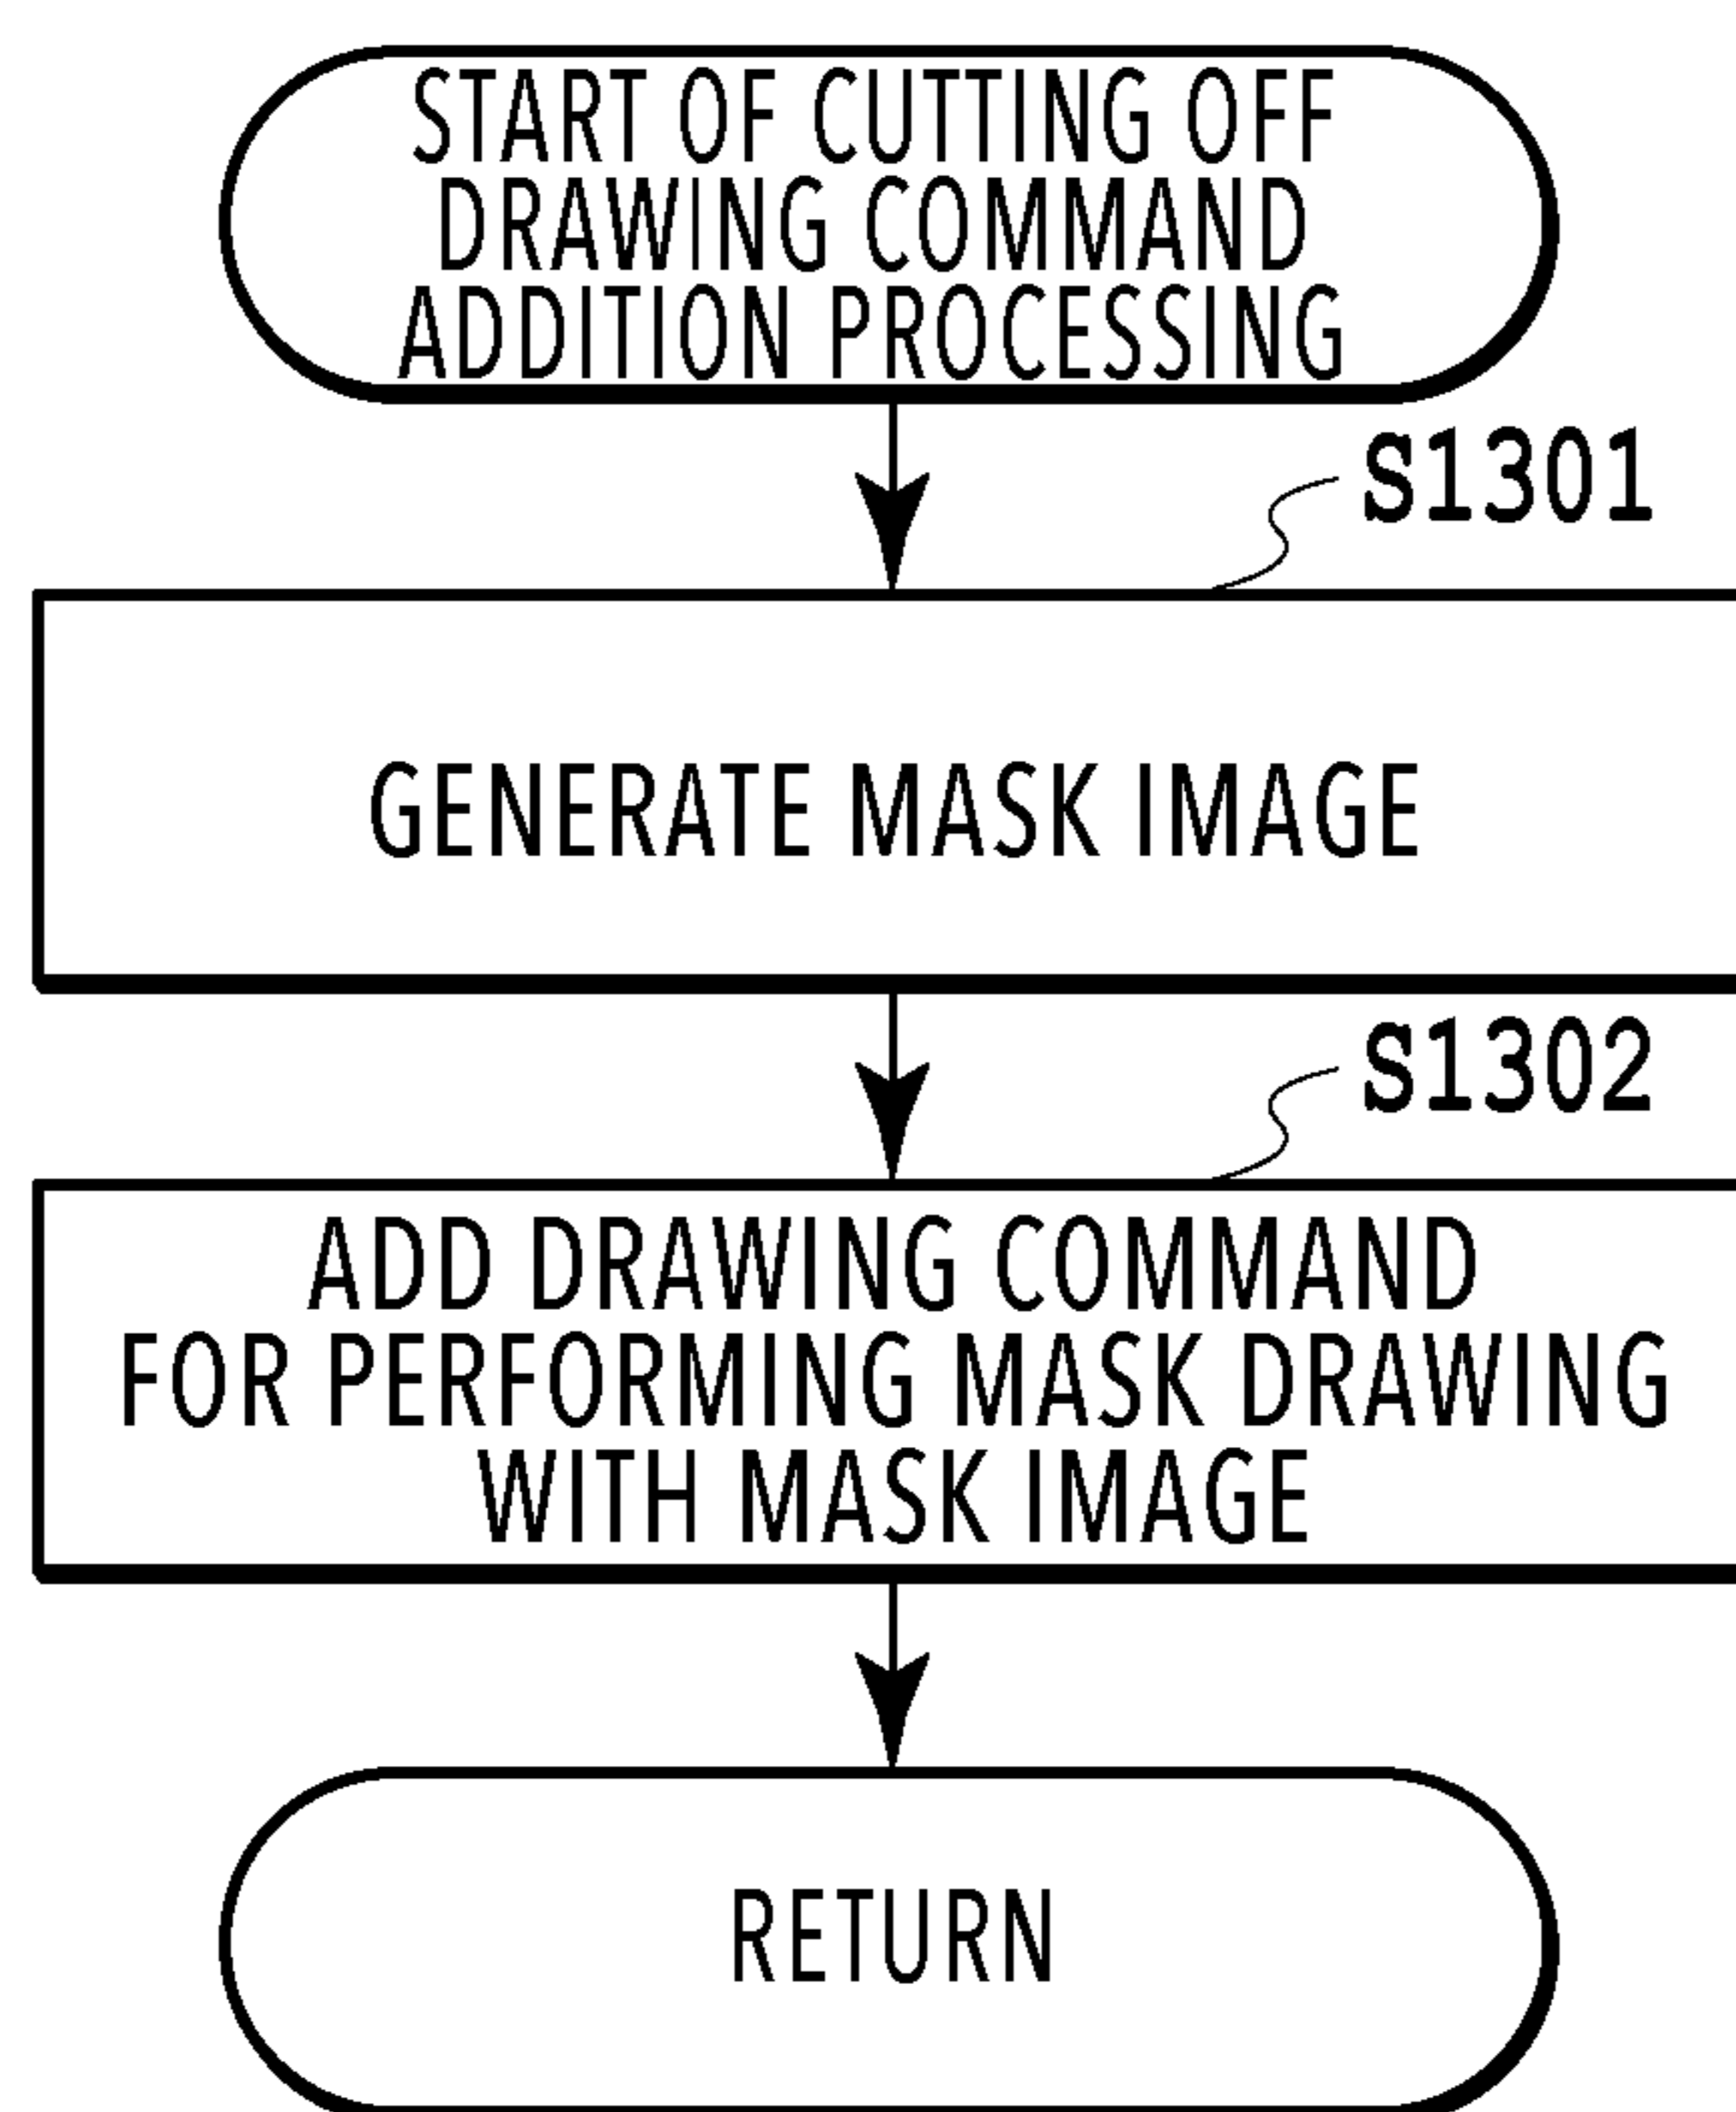 START OF CUTTING OFF
DRAWING COMMAND
ADDITION PROCESSING
S1301
GENERATE MASK IMAGE
S1302
ADD DRAWING COMMAND
FOR PERFORMING MASK DRAWING
WITH MASK IMAGE
RETURN